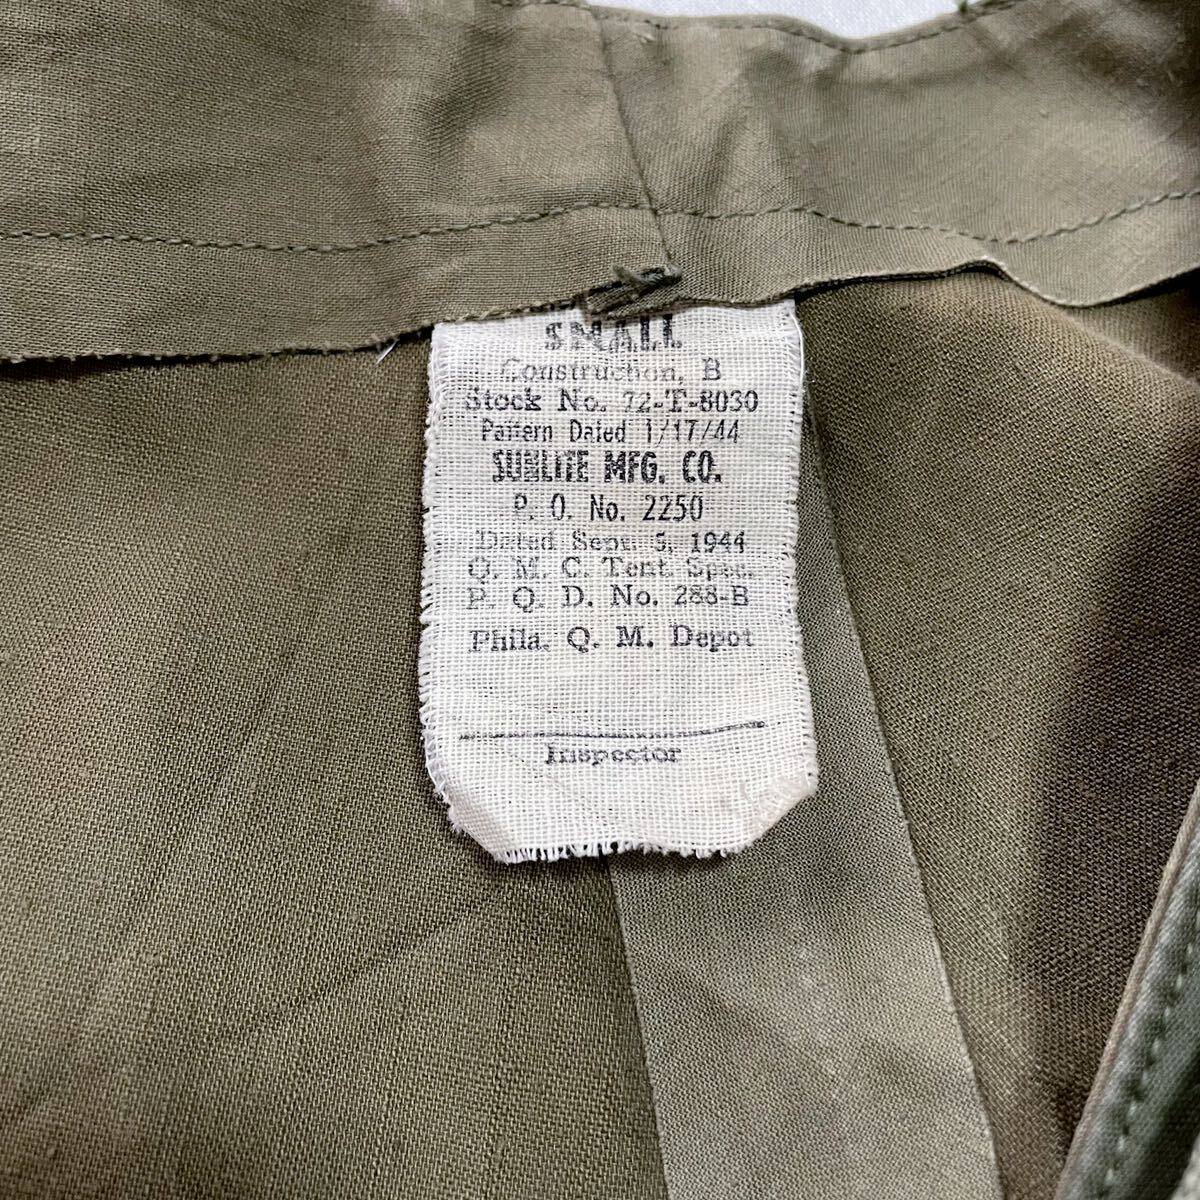 SMALL
Construction, B
Stock No. 72-T-8030
Pattern Dated 1/17/44
SUNLITE MFG. CO.
P. O. No. 2250
Dated Sept. 5, 1944
Q. M. C. Tent. Spec.
P. Q. D. No. 288-B
Phila. Q. M. Depot
Inspector